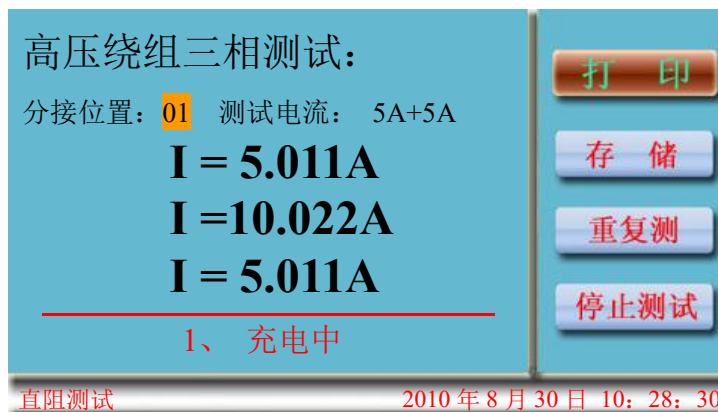 高压绕组三相测试：
分接位置：01 测试电流： 5A+5A
I = 5.011A
I =10.022A
I = 5.011A
1、 充电中
打 印
存 储
重复测
停止测试
直阻测试 2010 年 8 月 30 日 10：28：30